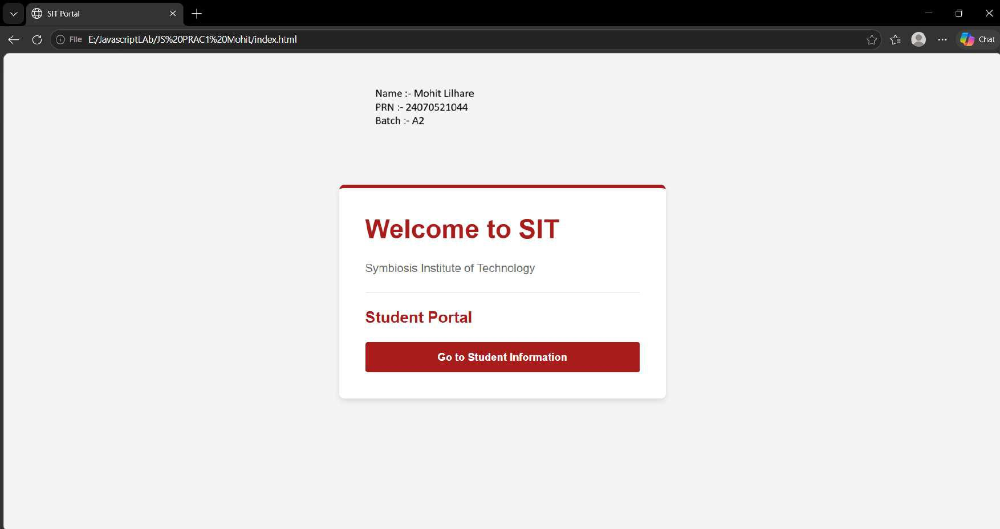 SIT Portal
File E:/JavascriptLAb/JS%20PRAC1%20Mohit/index.html
Chat
Name :- Mohit Lilhare
PRN :- 24070521044
Batch :- A2
Welcome to SIT
Symbiosis Institute of Technology
Student Portal
Go to Student Information